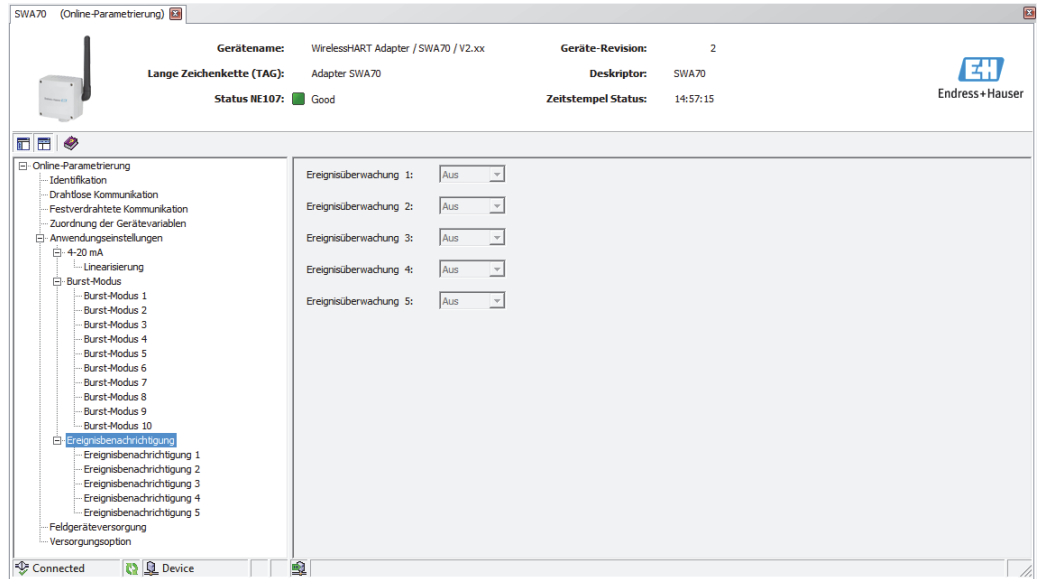 SWA70 (Online-Parametrierung)
Gerätename: WirelessHART Adapter / SWA70 / V2.xx Geräte-Revision: 2
Lange Zeichenkette (TAG): Adapter SWA70 Deskriptor: SWA70
Status NE107: Good Zeitstempel Status: 14:57:15
Endress+Hauser
Online-Parametrierung
Identifikation
Drahtlose Kommunikation
Festverdrahtete Kommunikation
Zuordnung der Gerätevariablen
Anwendungseinstellungen
4-20 mA
Linearisierung
Burst-Modus
Burst-Modus 1
Burst-Modus 2
Burst-Modus 3
Burst-Modus 4
Burst-Modus 5
Burst-Modus 6
Burst-Modus 7
Burst-Modus 8
Burst-Modus 9
Burst-Modus 10
Ereignisbenachrichtigung
Ereignisbenachrichtigung 1
Ereignisbenachrichtigung 2
Ereignisbenachrichtigung 3
Ereignisbenachrichtigung 4
Ereignisbenachrichtigung 5
Feldgeräteversorgung
Versorgungsoption
Ereignisüberwachung 1: Aus
Ereignisüberwachung 2: Aus
Ereignisüberwachung 3: Aus
Ereignisüberwachung 4: Aus
Ereignisüberwachung 5: Aus
Connected Device